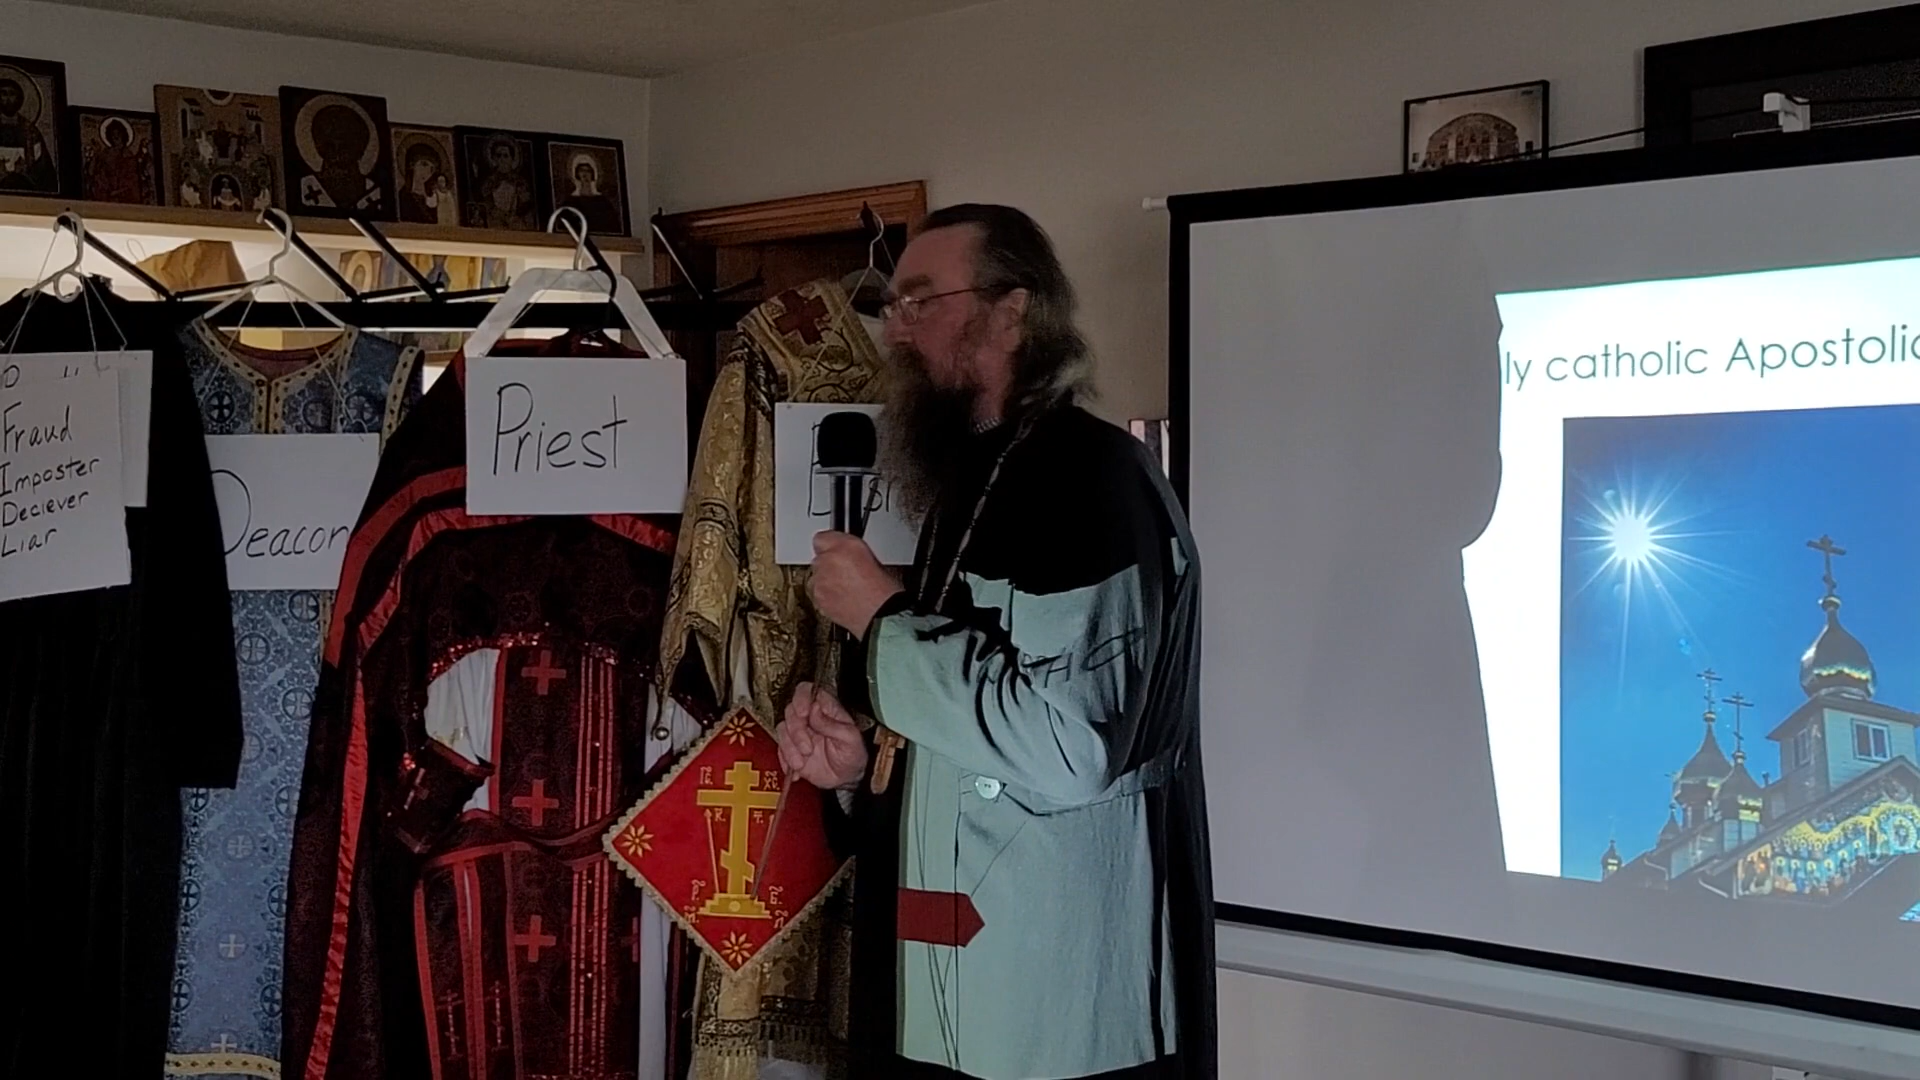 Fraud
Imposter
Deciever
Liar
Deacon
Priest
ly catholic Apostolic